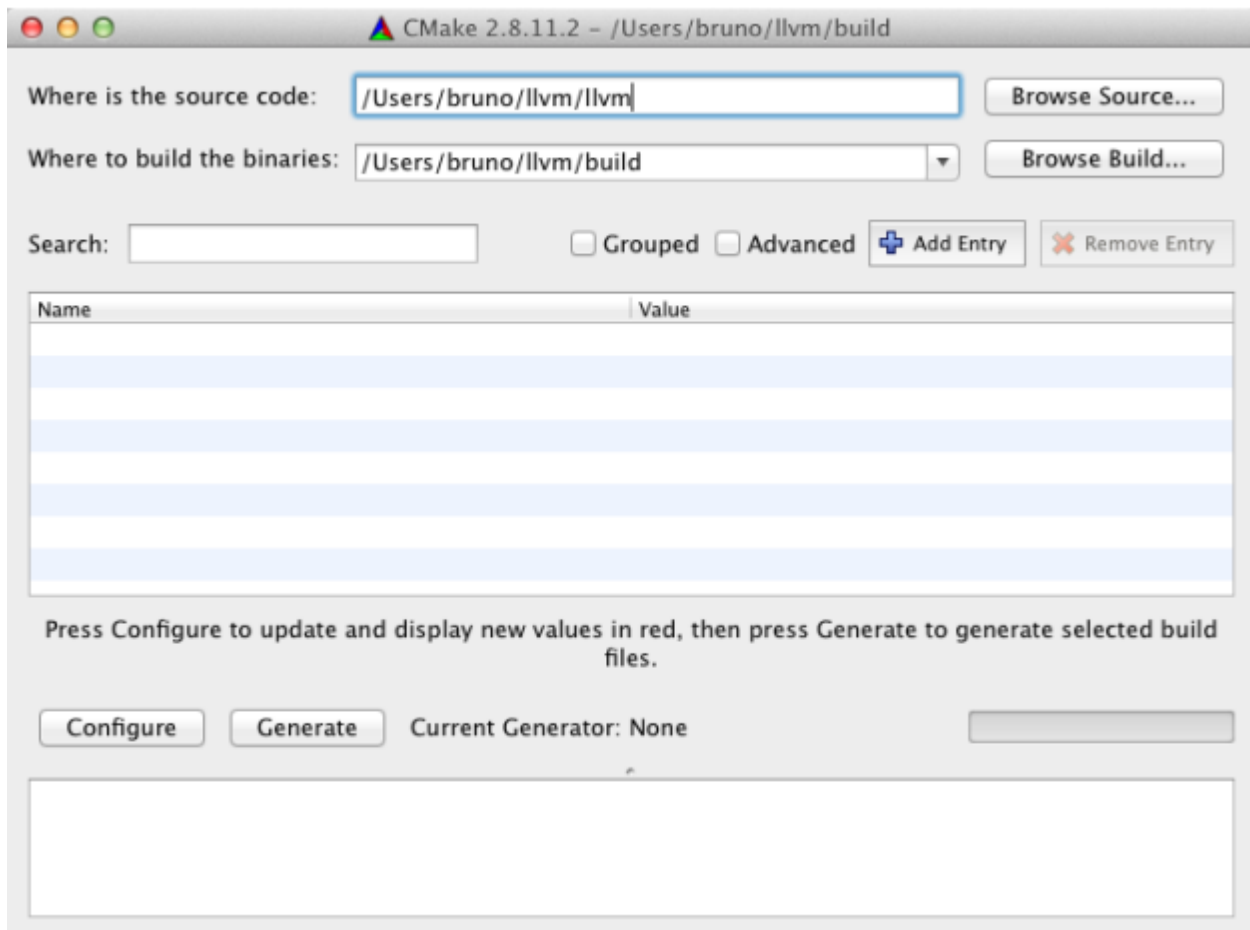 CMake 2.8.11.2 – /Users/bruno/llvm/build
Where is the source code: /Users/bruno/llvm/llvm Browse Source...
Where to build the binaries: /Users/bruno/llvm/build Browse Build...
Search: Grouped Advanced Add Entry Remove Entry
Name Value
Press Configure to update and display new values in red, then press Generate to generate selected build
files.
Configure Generate Current Generator: None